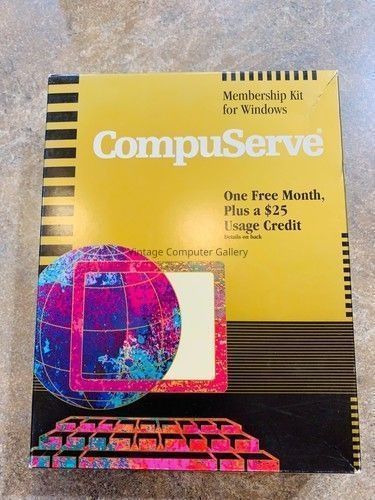 Membership Kit
for Windows
CompuServe®
One Free Month,
Plus a $25
Usage Credit
Details on back
Vintage Computer Gallery